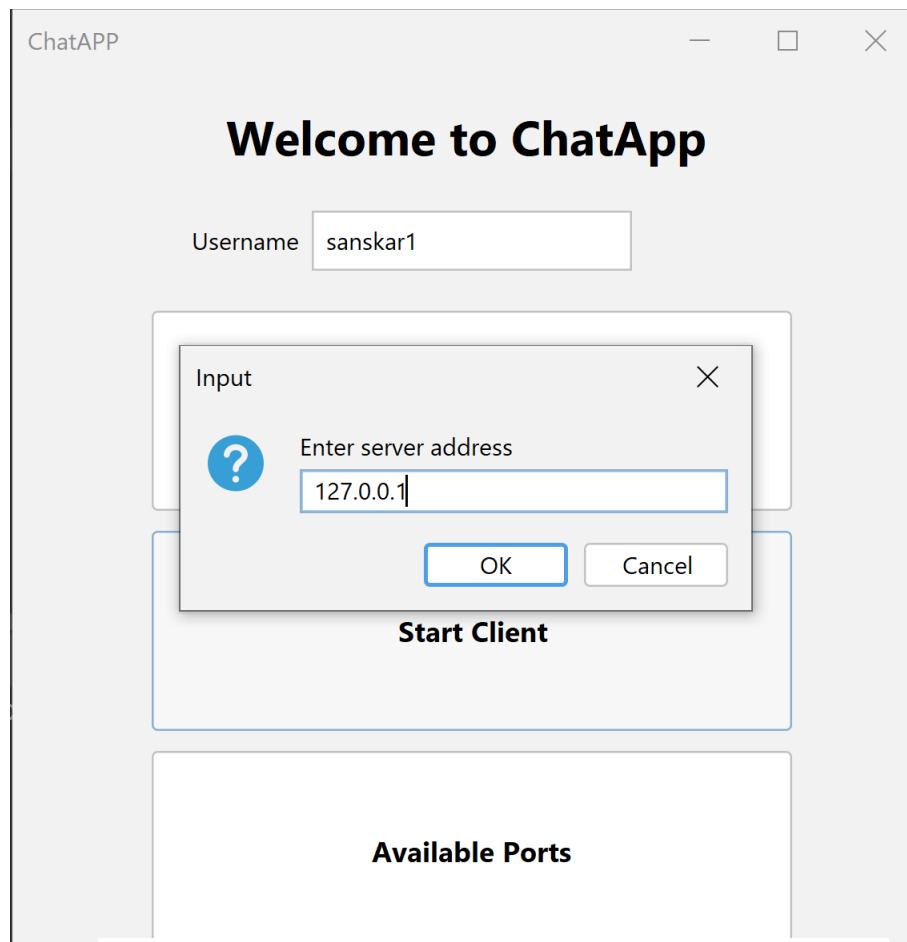 ChatAPP
Welcome to ChatApp
Username sanskar1
Input
Enter server address
127.0.0.1
OK Cancel
Start Client
Available Ports